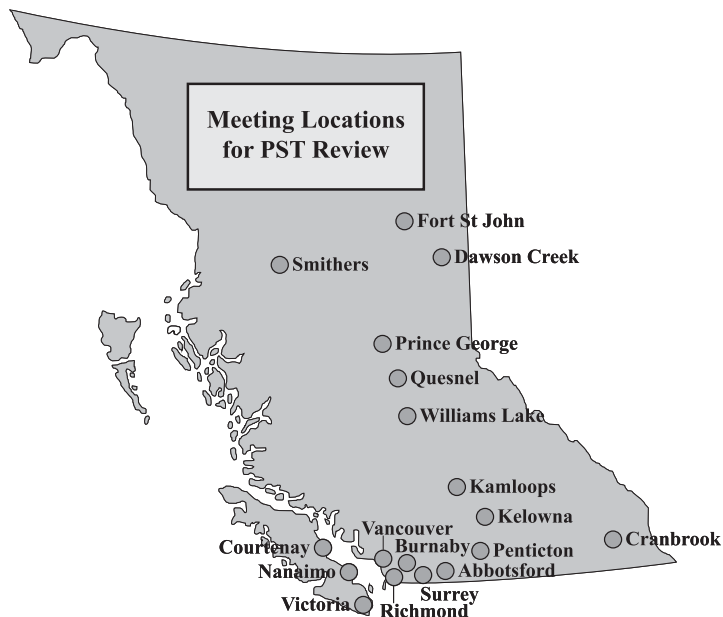 Meeting Locations
for PST Review
Fort St John
Dawson Creek
Smithers
Prince George
Quesnel
Williams Lake
Kamloops
Kelowna
Vancouver
Cranbrook
Courtenay
Burnaby
Penticton
Nanaimo
Abbotsford
Surrey
Victoria
Richmond